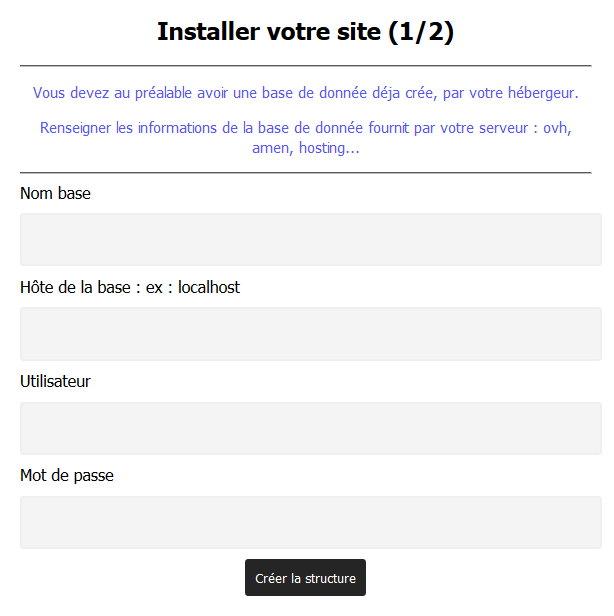 Installer votre site (1/2)
Vous devez au préalable avoir une base de donnée déja crée, par votre hébergeur.
Renseigner les informations de la base de donnée fournit par votre serveur : ovh,
amen, hosting...
Nom base
Hôte de la base : ex : localhost
Utilisateur
Mot de passe
Créer la structure